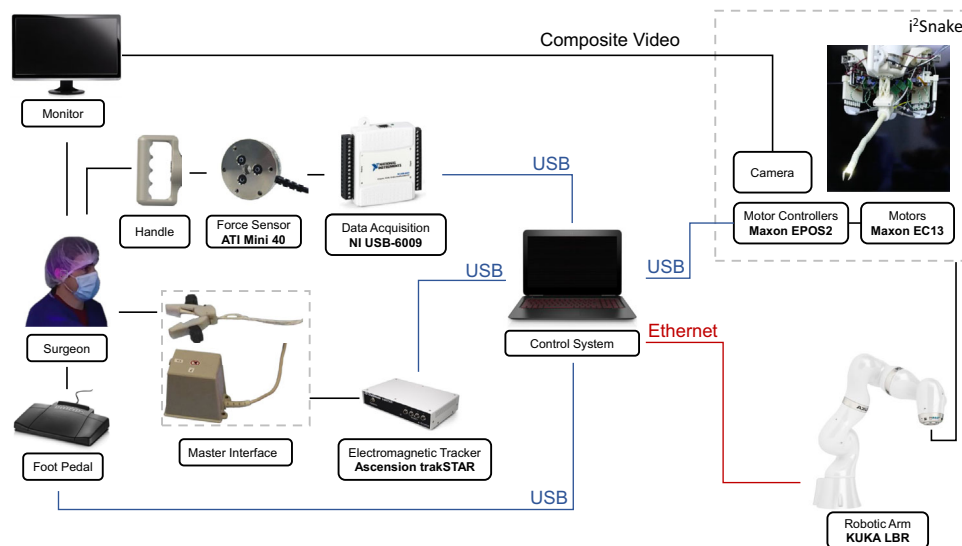 i²Snake
Composite Video
Monitor
Camera
USB
NATIONAL
INSTRUMENTS
Handle
Force Sensor
ATI Mini 40
Data Acquisition
NI USB-6009
Motor Controllers
Maxon EPOS2
Motors
Maxon EC13
USB
USB
Surgeon
Control System
Ethernet
Foot Pedal
Master Interface
Electromagnetic Tracker
Ascension trakSTAR
USB
Robotic Arm
KUKA LBR